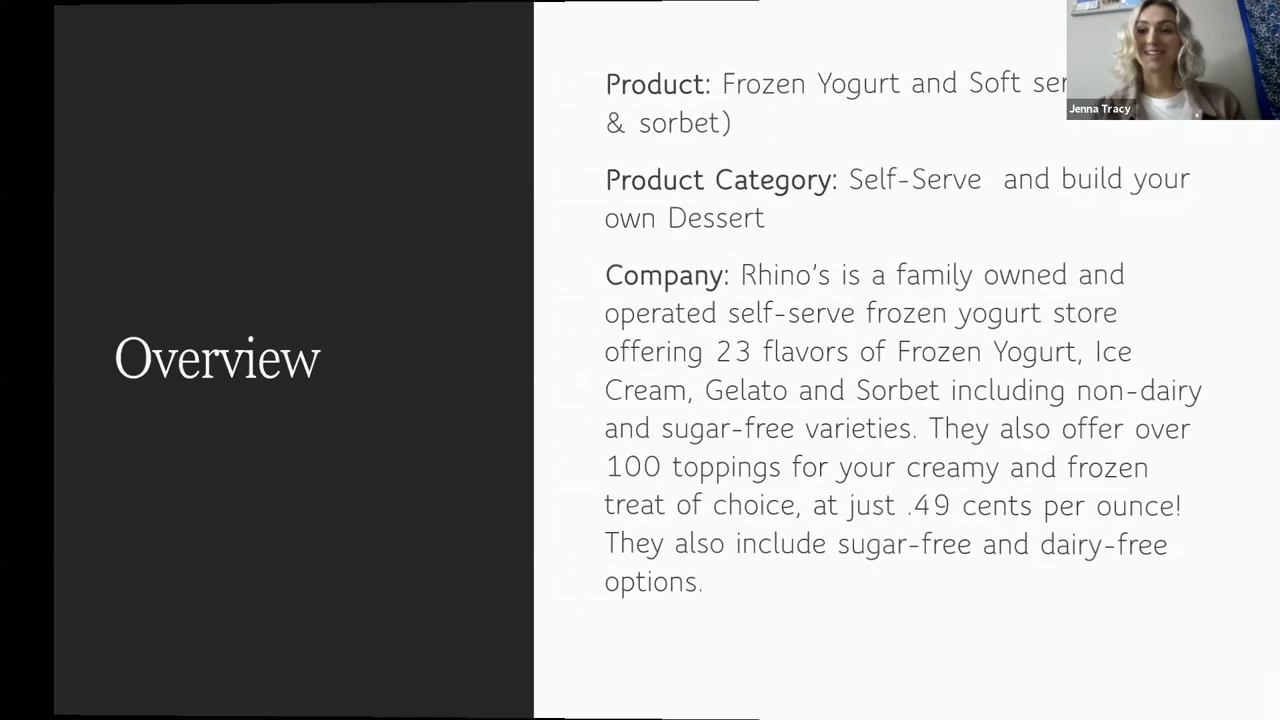 Product: Frozen Yogurt and Soft
& sorbet)
Product Category: Self-Serve and build your
own Dessert
Company: Rhino's is a family owned and
operated self-serve frozen yogurt store
offering 23 flavors of Frozen Yogurt, Ice
Cream, Gelato and Sorbet including non-dairy
and sugar-free varieties. They also offer over
100 toppings for your creamy and frozen
treat of choice, at just .49 cents per ounce!
They also include sugar-free and dairy-free
options.
Overview
Jenna Tracy